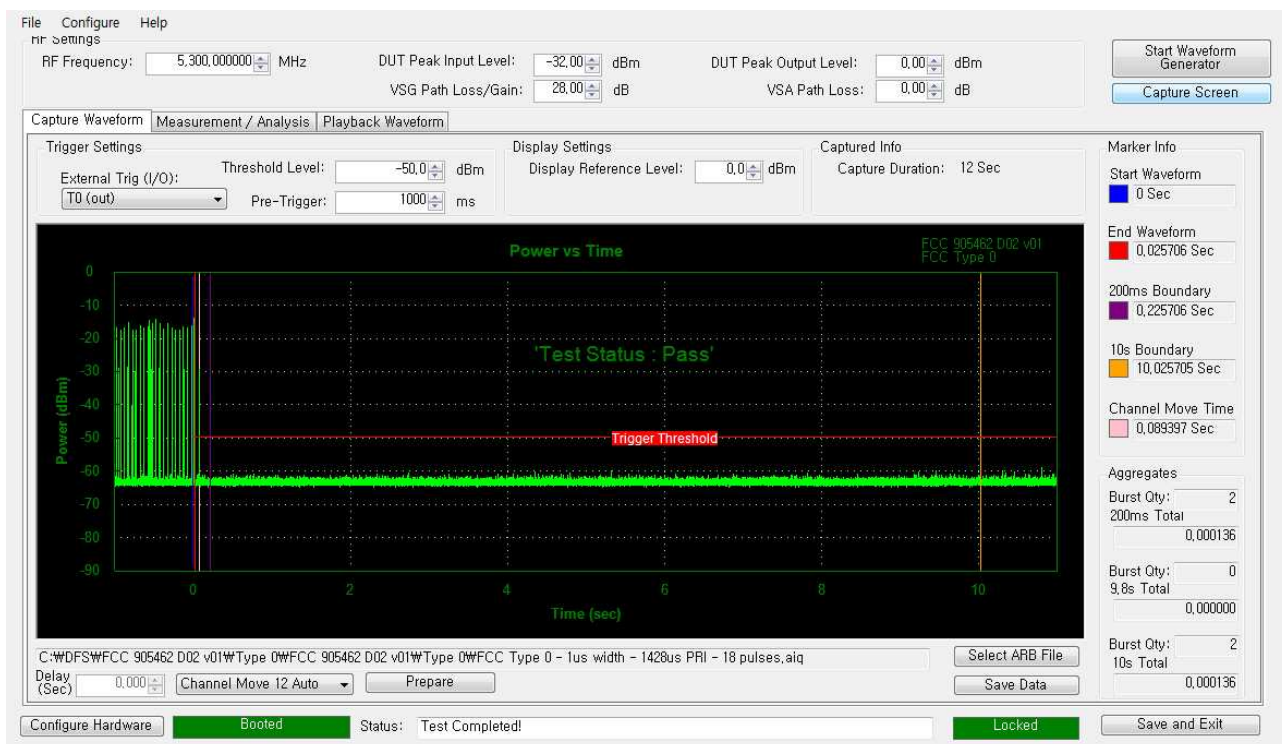 File Configure Help
RF Settings
RF Frequency: 5,300,000000 MHz DUT Peak Input Level: -32,00 dBm DUT Peak Output Level: 0,00 dBm
VSG Path Loss/Gain: 28,00 dB VSA Path Loss: 0,00 dB
Start Waveform
Generator
Capture Screen
Capture Waveform Measurement / Analysis Playback Waveform
Trigger Settings
External Trig (I/O): Threshold Level: -50,0 dBm
T0 (out) Pre-Trigger: 1000 ms
Display Settings
Display Reference Level: 0,0 dBm
Captured Info
Capture Duration: 12 Sec
Power vs Time
FCC 905462 D02 v01
FCC Type 0
0
-10
-20
-30
-40
-50
-60
-70
-80
-90
Power (dBm)
'Test Status : Pass'
Trigger Threshold
0 2 4 6 8 10
Time (sec)
Marker Info
Start Waveform
0 Sec
End Waveform
0,025706 Sec
200ms Boundary
0,225706 Sec
10s Boundary
10,025705 Sec
Channel Move Time
0,089397 Sec
Aggregates
Burst Qty: 2
200ms Total
0,000136
Burst Qty: 0
9,8s Total
0,000000
Burst Qty: 2
10s Total
0,000136
C:₩DFS₩FCC 905462 D02 v01₩Type 0₩FCC 905462 D02 v01₩Type 0₩FCC Type 0 - 1us width - 1428us PRI - 18 pulses,aiq
Select ARB File
Delay
(Sec) 0,000 Channel Move 12 Auto Prepare Save Data
Configure Hardware Booted Status: Test Completed! Locked Save and Exit